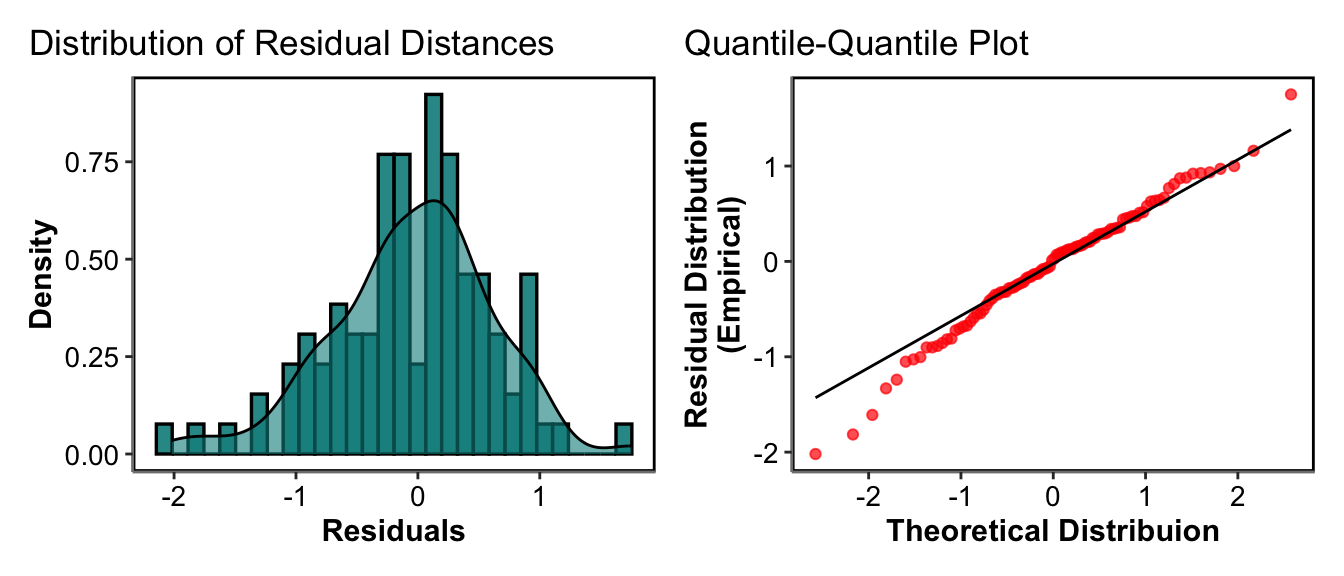 Distribution of Residual Distances
Density
0.75
0.50
0.25
0.00
-2 -1 0 1
Residuals
Quantile-Quantile Plot
Residual Distribution
(Empirical)
1
0
-1
-2
-2 -1 0 1 2
Theoretical Distribuion